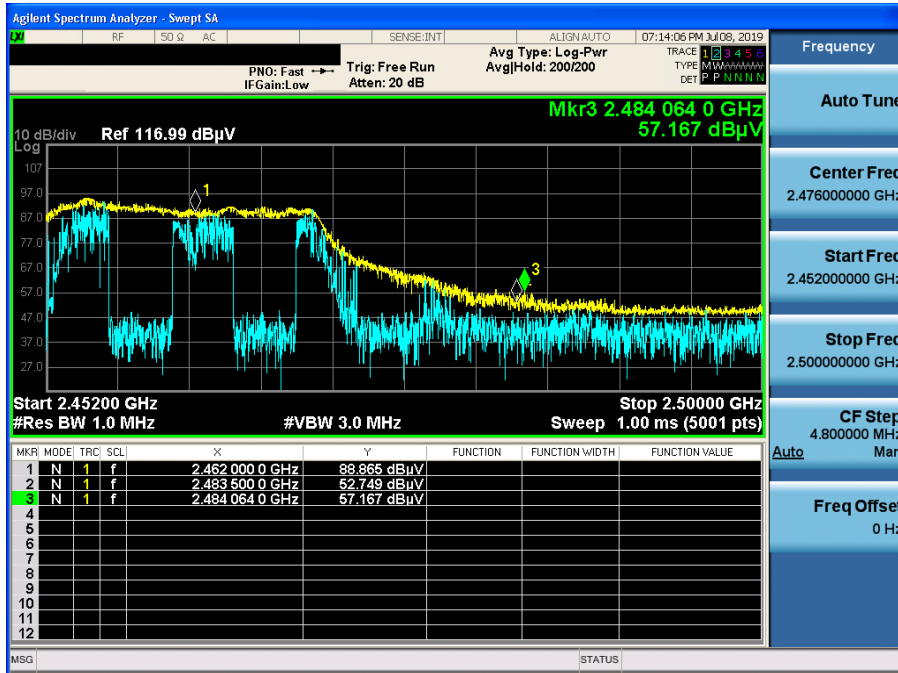 Agilent Spectrum Analyzer - Swept SA
LXI RF 50 Ω AC SENSE:INT ALIGN AUTO 07:14:06 PM Jul 08, 2019
PNO: Fast
IFGain:Low
Trig: Free Run
Atten: 20 dB
Avg Type: Log-Pwr
Avg|Hold: 200/200
TRACE 1 2 3 4 5 6
TYPE MWWWWW
DET P P N N N N
Mkr3 2.484 064 0 GHz
57.167 dBµV
10 dB/div Ref 116.99 dBµV
Log
107
97.0
87.0
77.0
67.0
57.0
47.0
37.0
27.0
1
3
Start 2.45200 GHz Stop 2.50000 GHz
#Res BW 1.0 MHz #VBW 3.0 MHz Sweep 1.00 ms (5001 pts)
MKR MODE TRC SCL X Y FUNCTION FUNCTION WIDTH FUNCTION VALUE
1 N 1 f 2.462 000 0 GHz 88.865 dBµV
2 N 1 f 2.483 500 0 GHz 52.749 dBµV
3 N 1 f 2.484 064 0 GHz 57.167 dBµV
4
5
6
7
8
9
10
11
12
MSG STATUS
Frequency
Auto Tune
Center Freq
2.476000000 GHz
Start Freq
2.452000000 GHz
Stop Freq
2.500000000 GHz
CF Step
4.800000 MHz
Auto Man
Freq Offset
0 Hz